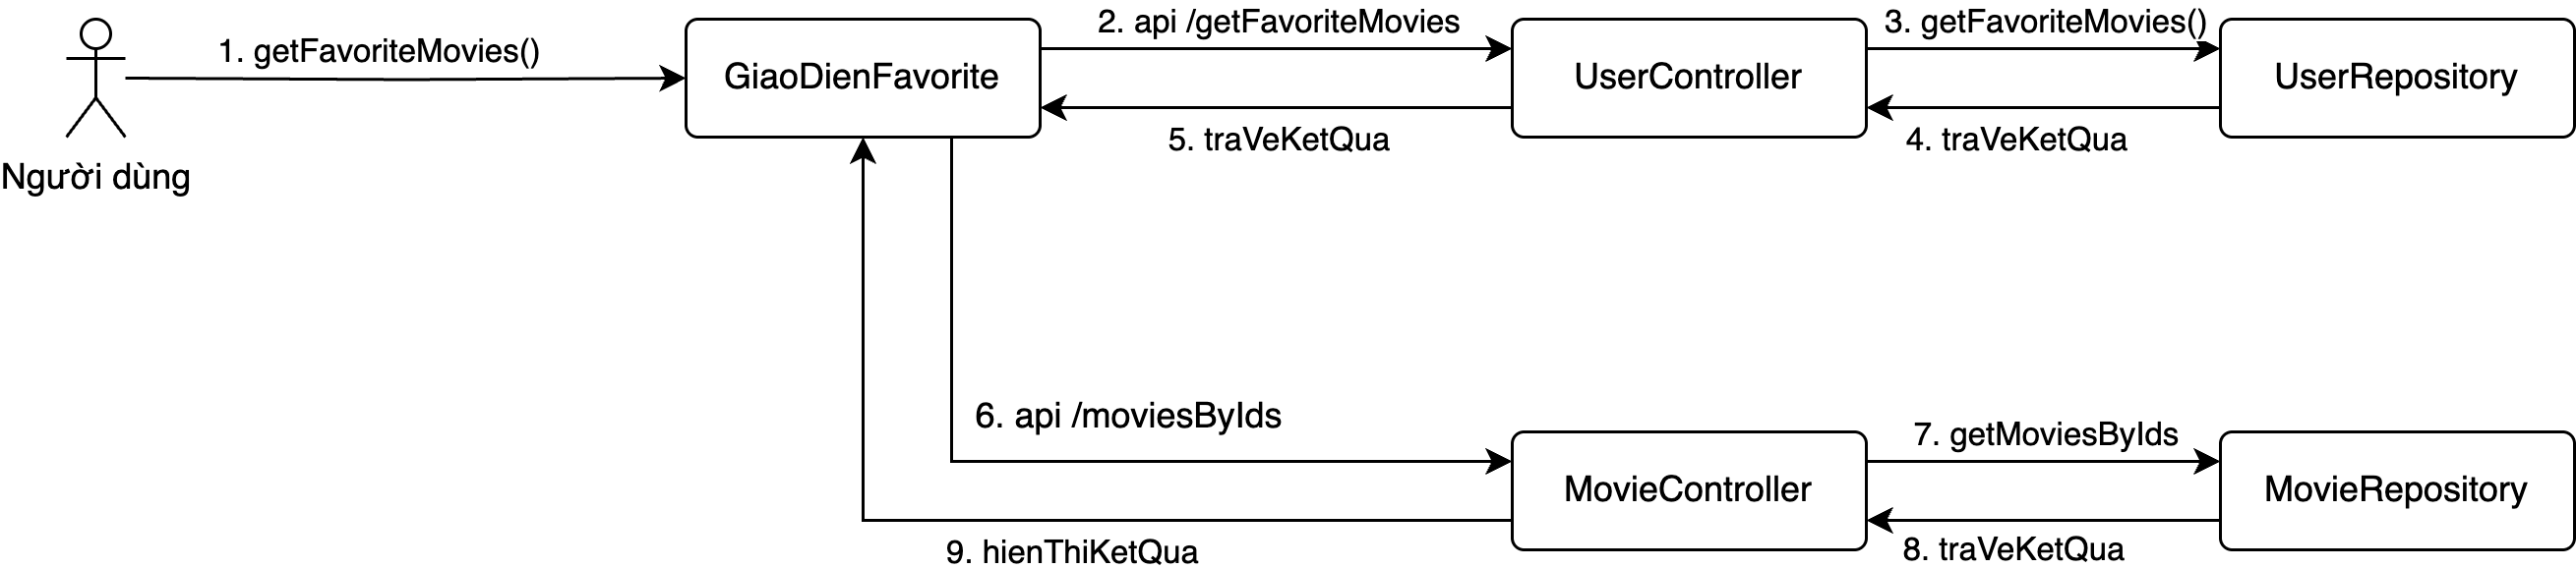 1. getFavoriteMovies()
Người dùng
GiaoDienFavorite
2. api /getFavoriteMovies
5. traVeKetQua
UserController
3. getFavoriteMovies()
4. traVeKetQua
UserRepository
6. api /moviesByIds
9. hienThiKetQua
MovieController
7. getMoviesByIds
8. traVeKetQua
MovieRepository